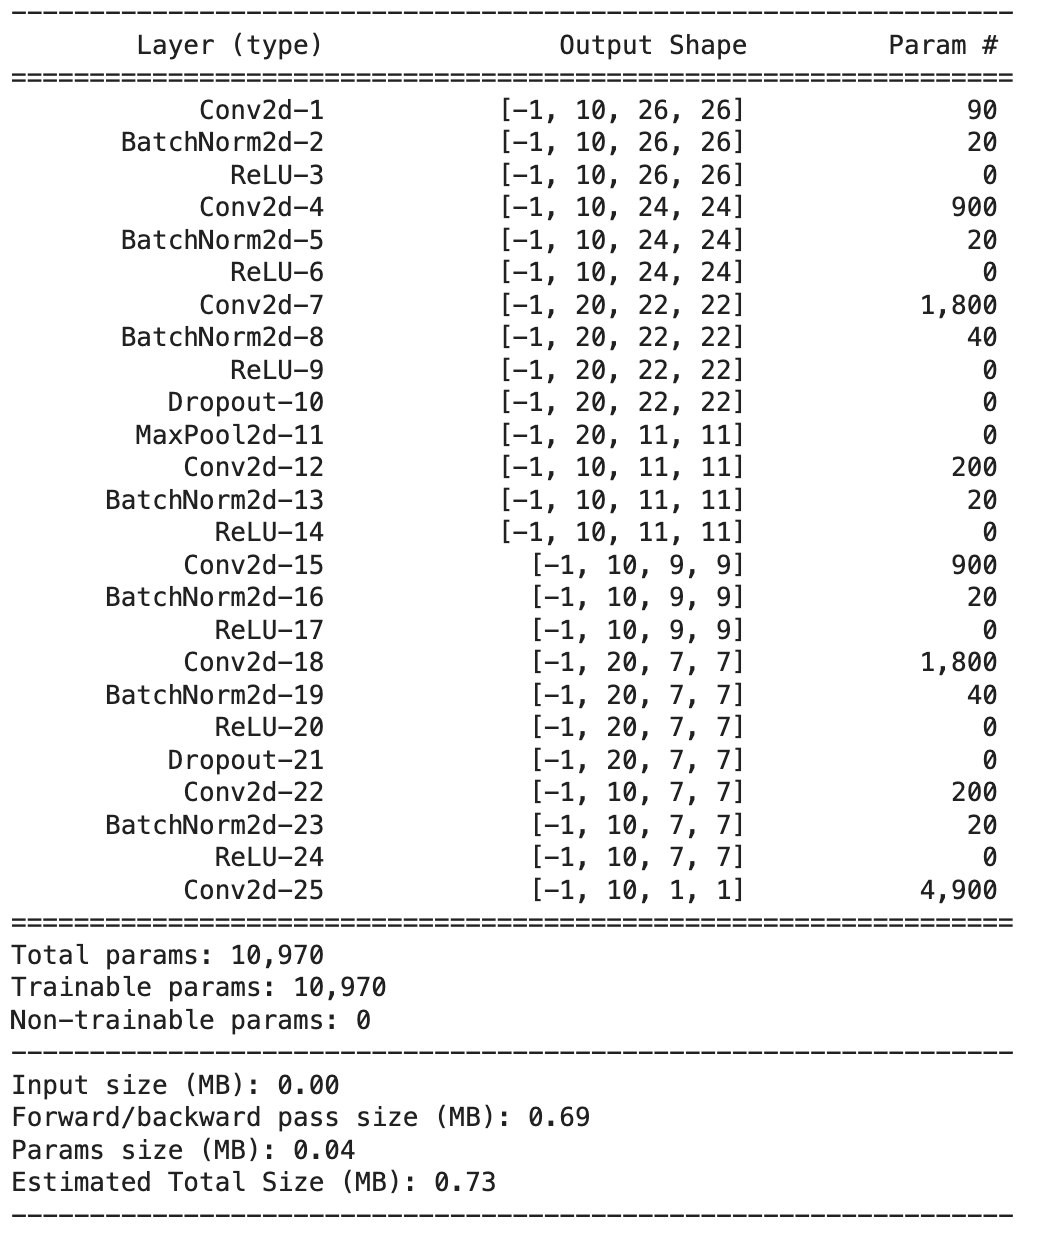 ----------------------------------------------------------------
        Layer (type)               Output Shape         Param #
================================================================
            Conv2d-1           [-1, 10, 26, 26]              90
       BatchNorm2d-2           [-1, 10, 26, 26]              20
              ReLU-3           [-1, 10, 26, 26]               0
            Conv2d-4           [-1, 10, 24, 24]             900
       BatchNorm2d-5           [-1, 10, 24, 24]              20
              ReLU-6           [-1, 10, 24, 24]               0
            Conv2d-7           [-1, 20, 22, 22]           1,800
       BatchNorm2d-8           [-1, 20, 22, 22]              40
              ReLU-9           [-1, 20, 22, 22]               0
          Dropout-10           [-1, 20, 22, 22]               0
        MaxPool2d-11           [-1, 20, 11, 11]               0
           Conv2d-12           [-1, 10, 11, 11]             200
      BatchNorm2d-13           [-1, 10, 11, 11]              20
             ReLU-14           [-1, 10, 11, 11]               0
           Conv2d-15             [-1, 10, 9, 9]             900
      BatchNorm2d-16             [-1, 10, 9, 9]              20
             ReLU-17             [-1, 10, 9, 9]               0
           Conv2d-18             [-1, 20, 7, 7]           1,800
      BatchNorm2d-19             [-1, 20, 7, 7]              40
             ReLU-20             [-1, 20, 7, 7]               0
          Dropout-21             [-1, 20, 7, 7]               0
           Conv2d-22             [-1, 10, 7, 7]             200
      BatchNorm2d-23             [-1, 10, 7, 7]              20
             ReLU-24             [-1, 10, 7, 7]               0
           Conv2d-25             [-1, 10, 1, 1]           4,900
================================================================
Total params: 10,970
Trainable params: 10,970
Non-trainable params: 0
----------------------------------------------------------------
Input size (MB): 0.00
Forward/backward pass size (MB): 0.69
Params size (MB): 0.04
Estimated Total Size (MB): 0.73
----------------------------------------------------------------